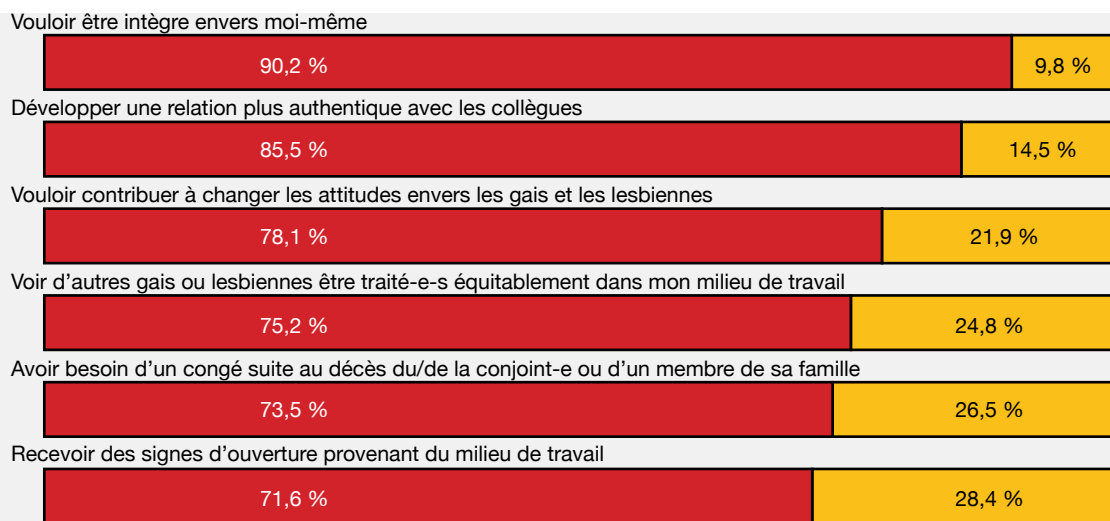 Vouloir être intègre envers moi-même
90,2 % 9,8 %
Développer une relation plus authentique avec les collègues
85,5 % 14,5 %
Vouloir contribuer à changer les attitudes envers les gais et les lesbiennes
78,1 % 21,9 %
Voir d’autres gais ou lesbiennes être traité-e-s équitablement dans mon milieu de travail
75,2 % 24,8 %
Avoir besoin d’un congé suite au décès du/de la conjoint-e ou d’un membre de sa famille
73,5 % 26,5 %
Recevoir des signes d’ouverture provenant du milieu de travail
71,6 % 28,4 %